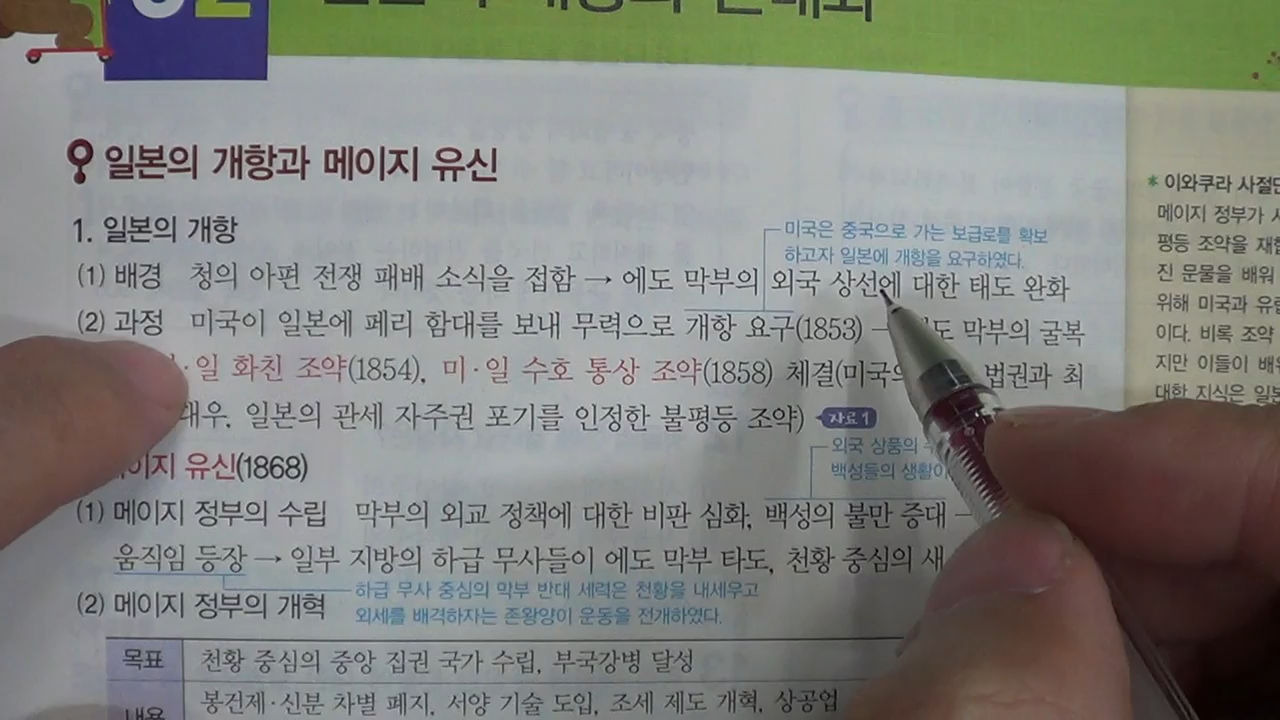 일본의 개항과 메이지 유신
1. 일본의 개항
미국은 중국으로 가는 보급로를 확보
하고자 일본에 개항을 요구하였다.
(1) 배경 청의 아편 전쟁 패배 소식을 접함 → 에도 막부의 외국 상선에 대한 태도 완화
(2) 과정 미국이 일본에 페리 함대를 보내 무력으로 개항 요구(1853) 막부의 굴복
·일 화친 조약(1854), 미·일 수호 통상 조약(1858) 체결(미국의 법권과 최
대우, 일본의 관세 자주권 포기를 인정한 불평등 조약) 자료 1
외국 상품의
백성들의 생활이
메이지 유신(1868)
(1) 메이지 정부의 수립 막부의 외교 정책에 대한 비판 심화, 백성의 불만 증대
움직임 등장 → 일부 지방의 하급 무사들이 에도 막부 타도, 천황 중심의 새
하급 무사 중심의 막부 반대 세력은 천황을 내세우고
외세를 배격하자는 존왕양이 운동을 전개하였다.
(2) 메이지 정부의 개혁
목표 천황 중심의 중앙 집권 국가 수립, 부국강병 달성
내용 봉건제·신분 차별 폐지, 서양 기술 도입, 조세 제도 개혁, 상공업
* 이와쿠라 사절단
메이지 정부가
평등 조약을 재협
진 문물을 배워
위해 미국과 유
이다. 비록 조약
지만 이들이 배
대한 지식은 일본